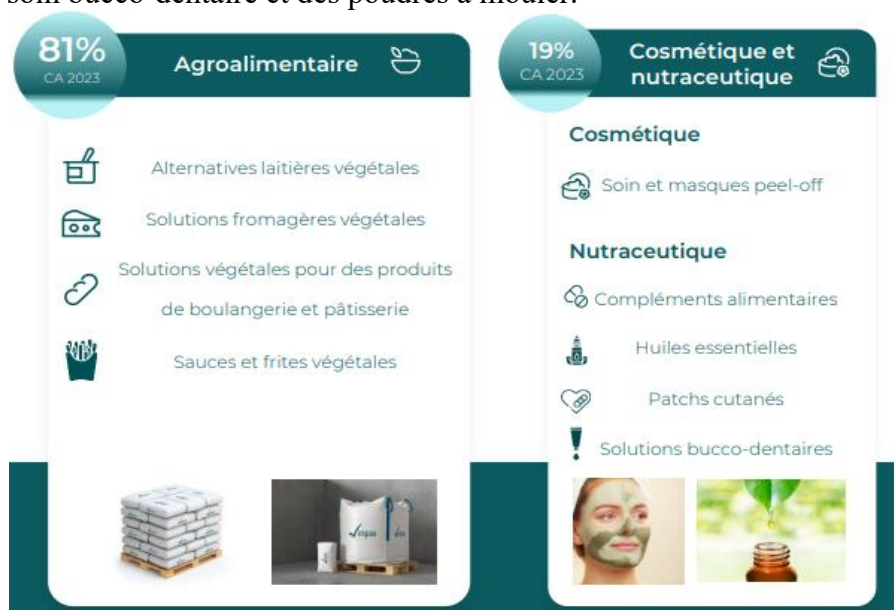 soin bucco-dentaire et des poudres à mouler.
81%
CA 2023
Agroalimentaire
Alternatives laitières végétales
Solutions fromagères végétales
Solutions végétales pour des produits
de boulangerie et pâtisserie
Sauces et frites végétales
19%
CA 2023
Cosmétique et
nutraceutique
Cosmétique
Soin et masques peel-off
Nutraceutique
Compléments alimentaires
Huiles essentielles
Patchs cutanés
Solutions bucco-dentaires